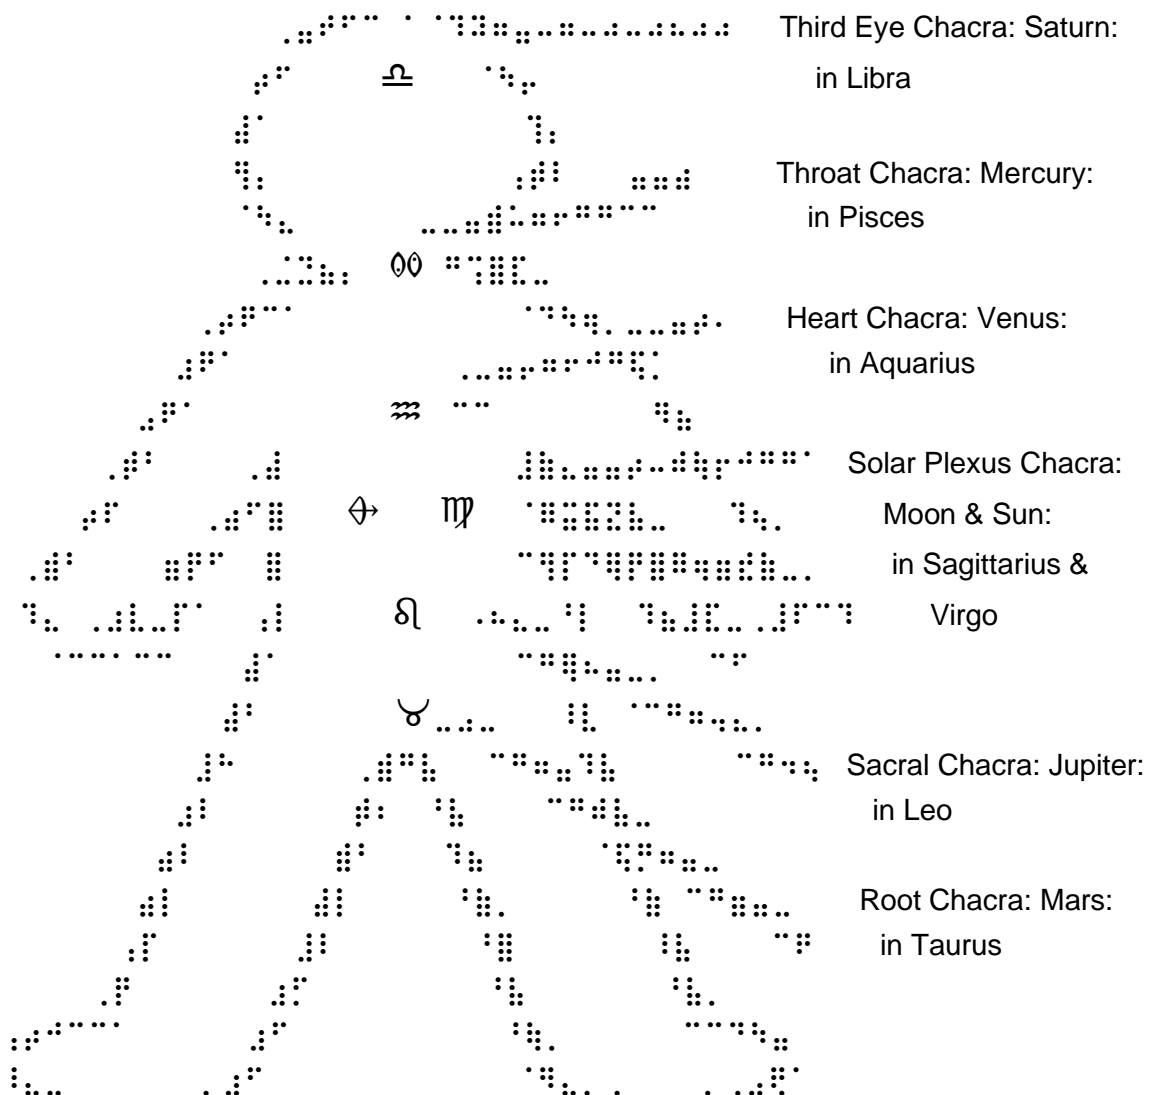 Third Eye Chacra: Saturn:
in Libra
Throat Chacra: Mercury:
in Pisces
Heart Chacra: Venus:
in Aquarius
Solar Plexus Chacra:
Moon & Sun:
in Sagittarius &
Virgo
Sacral Chacra: Jupiter:
in Leo
Root Chacra: Mars:
in Taurus